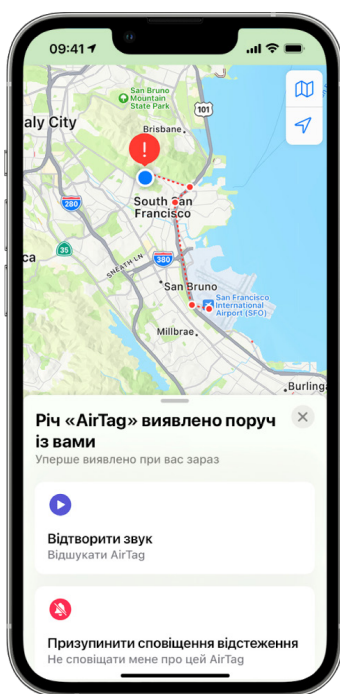 09:41
San Bruno
Mountain
State Park
101
aly City
Brisbane
South San
Francisco
280
35
ca
SNEATH LN
380
San Bruno
San Francisco
International
Airport (SFO)
Millbrae
Burling
Річ «AirTag» виявлено поруч
із вами
Уперше виявлено при вас зараз
Відтворити звук
Відшукати AirTag
Призупинити сповіщення відстеження
Не сповіщати мене про цей AirTag